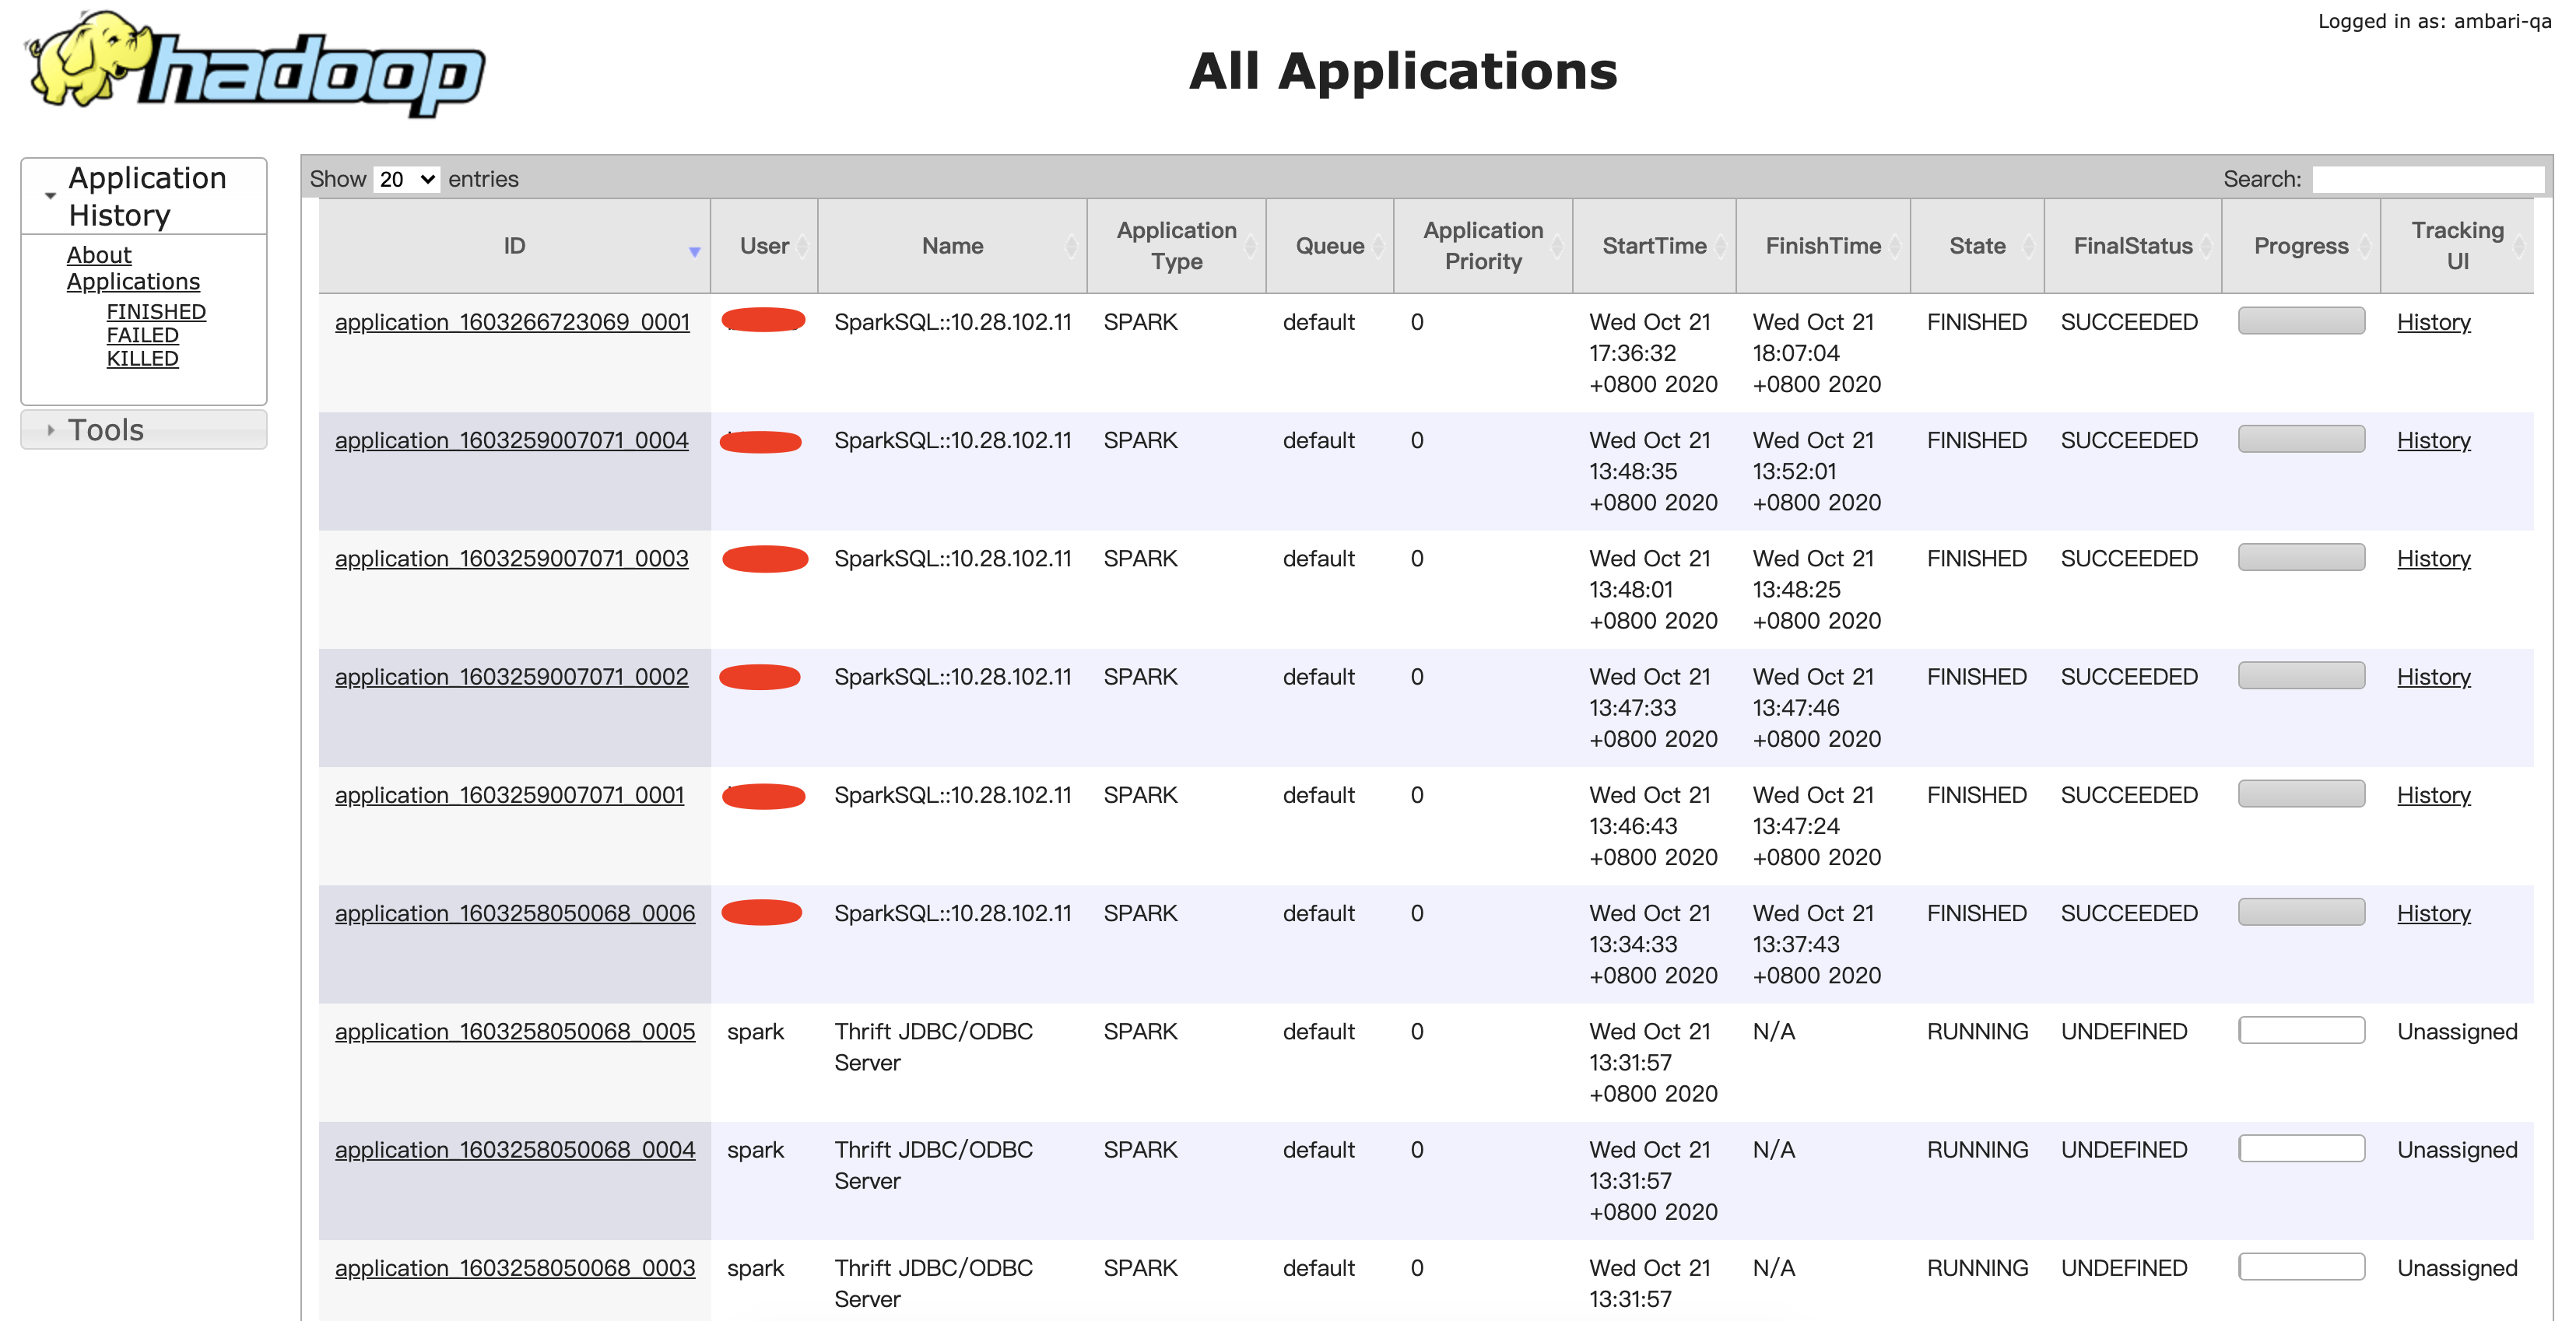 hadoop
Logged in as: ambari-qa
All Applications
Application
History
About
Applications
FINISHED
FAILED
KILLED
Tools
Show 20 entries
Search:
ID User Name Application Type Queue Application Priority StartTime FinishTime State FinalStatus Progress Tracking UI
application_1603266723069_0001 SparkSQL::10.28.102.11 SPARK default 0 Wed Oct 21 Wed Oct 21 FINISHED SUCCEEDED History
17:36:32 18:07:04
+0800 2020 +0800 2020
application_1603259007071_0004 SparkSQL::10.28.102.11 SPARK default 0 Wed Oct 21 Wed Oct 21 FINISHED SUCCEEDED History
13:48:35 13:52:01
+0800 2020 +0800 2020
application_1603259007071_0003 SparkSQL::10.28.102.11 SPARK default 0 Wed Oct 21 Wed Oct 21 FINISHED SUCCEEDED History
13:48:01 13:48:25
+0800 2020 +0800 2020
application_1603259007071_0002 SparkSQL::10.28.102.11 SPARK default 0 Wed Oct 21 Wed Oct 21 FINISHED SUCCEEDED History
13:47:33 13:47:46
+0800 2020 +0800 2020
application_1603259007071_0001 SparkSQL::10.28.102.11 SPARK default 0 Wed Oct 21 Wed Oct 21 FINISHED SUCCEEDED History
13:46:43 13:47:24
+0800 2020 +0800 2020
application_1603258050068_0006 SparkSQL::10.28.102.11 SPARK default 0 Wed Oct 21 Wed Oct 21 FINISHED SUCCEEDED History
13:34:33 13:37:43
+0800 2020 +0800 2020
application_1603258050068_0005 spark Thrift JDBC/ODBC SPARK default 0 Wed Oct 21 N/A RUNNING UNDEFINED Unassigned
Server 13:31:57
+0800 2020
application_1603258050068_0004 spark Thrift JDBC/ODBC SPARK default 0 Wed Oct 21 N/A RUNNING UNDEFINED Unassigned
Server 13:31:57
+0800 2020
application_1603258050068_0003 spark Thrift JDBC/ODBC SPARK default 0 Wed Oct 21 N/A RUNNING UNDEFINED Unassigned
Server 13:31:57